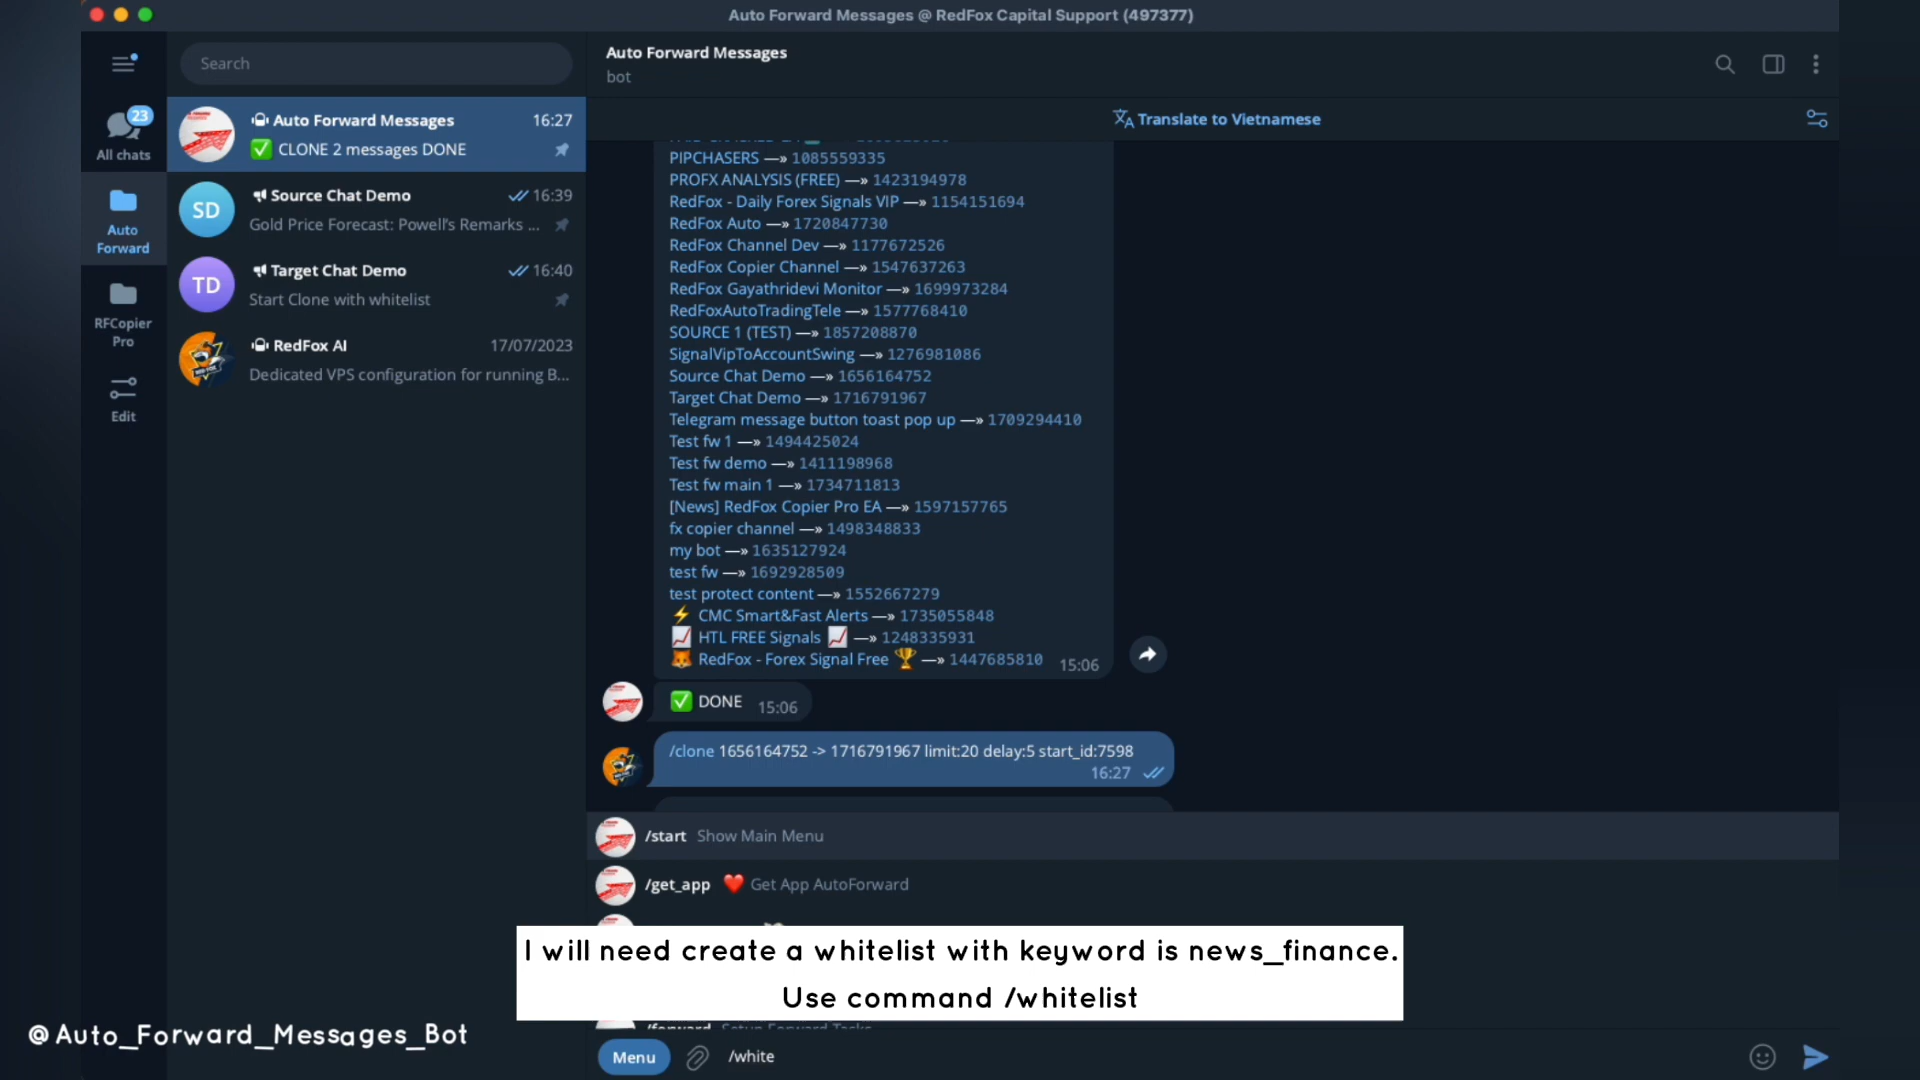 Auto Forward Messages @ RedFox Capital Support (497377)
Search
23
All chats
Auto Forward
RFCopier Pro
Edit
Auto Forward Messages 16:27
✅ CLONE 2 messages DONE
SD
Source Chat Demo 16:39
Gold Price Forecast: Powell's Remarks ...
TD
Target Chat Demo 16:40
Start Clone with whitelist
RedFox AI 17/07/2023
Dedicated VPS configuration for running B...
Auto Forward Messages
bot
Translate to Vietnamese
PIPCHASERS —» 1085559335
PROFX ANALYSIS (FREE) —» 1423194978
RedFox - Daily Forex Signals VIP —» 1154151694
RedFox Auto —» 1720847730
RedFox Channel Dev —» 1177672526
RedFox Copier Channel —» 1547637263
RedFox Gayathridevi Monitor —» 1699973284
RedFoxAutoTradingTele —» 1577768410
SOURCE 1 (TEST) —» 1857208870
SignalVipToAccountSwing —» 1276981086
Source Chat Demo —» 1656164752
Target Chat Demo —» 1716791967
Telegram message button toast pop up —» 1709294410
Test fw 1 —» 1494425024
Test fw demo —» 1411198968
Test fw main 1 —» 1734711813
[News] RedFox Copier Pro EA —» 1597157765
fx copier channel —» 1498348833
my bot —» 1635127924
test fw —» 1692928509
test protect content —» 1552667279
⚡ CMC Smart&Fast Alerts —» 1735055848
📈 HTL FREE Signals 📈 —» 1248335931
🦊 RedFox - Forex Signal Free 🏆 —» 1447685810 15:06
✅ DONE 15:06
/clone 1656164752 -> 1716791967 limit:20 delay:5 start_id:7598
16:27
/start Show Main Menu
/get_app ❤️ Get App AutoForward
I will need create a whitelist with keyword is news_finance.
Use command /whitelist
/forward Setup Forward Tasks
@Auto_Forward_Messages_Bot
Menu
/white